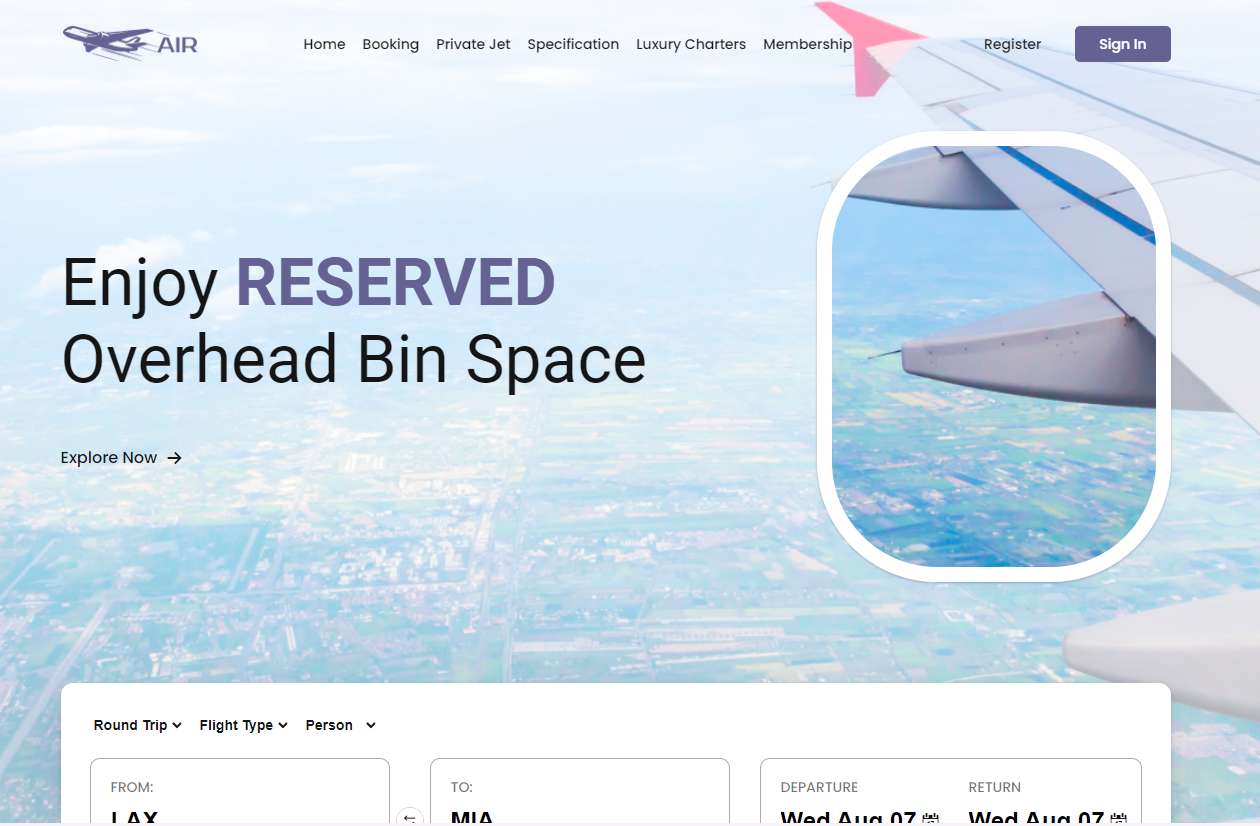 AIR
Home Booking Private Jet Specification Luxury Charters Membership Register Sign In
Enjoy RESERVED
Overhead Bin Space
Explore Now
Round Trip Flight Type Person
FROM: TO: DEPARTURE RETURN
LAX MIA Wed Aug 07 Wed Aug 07